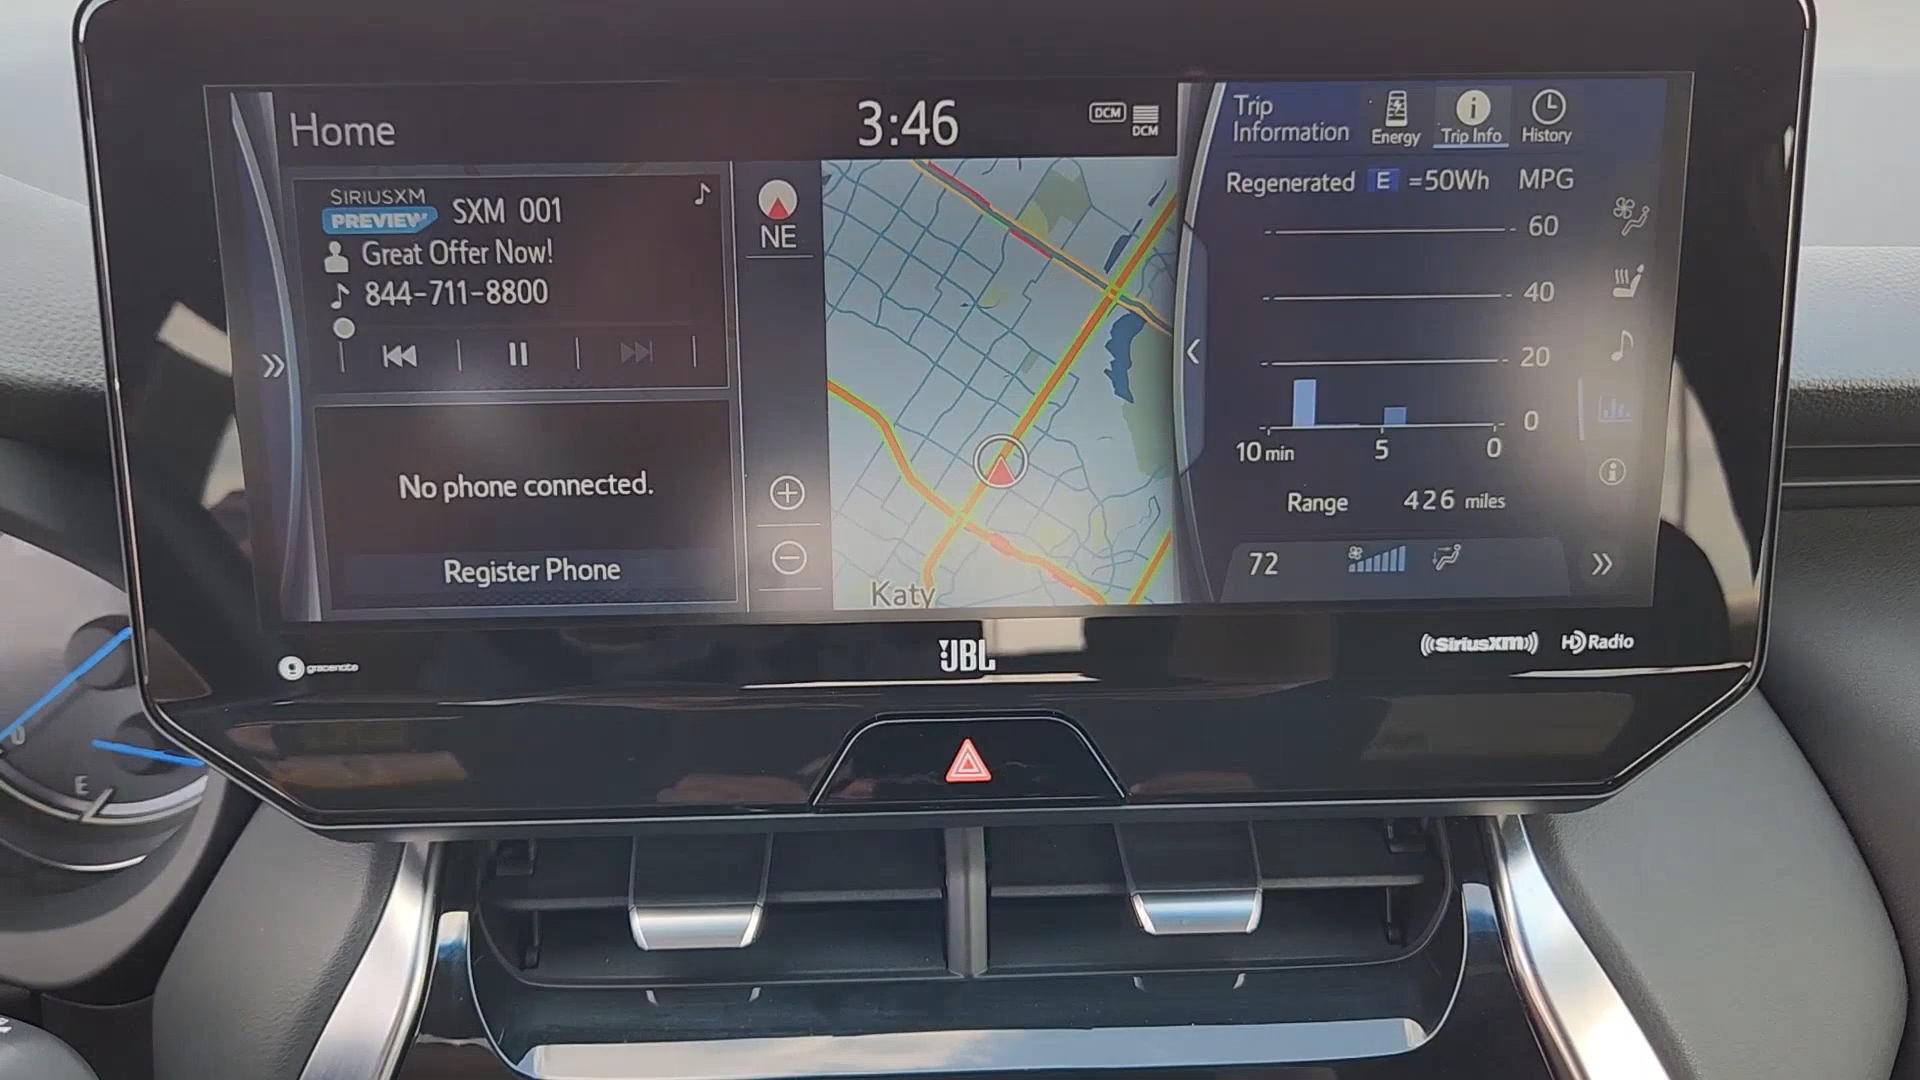 Home
3:46
DCM
DCM
SIRIUSXM
PREVIEW
SXM 001
Great Offer Now!
844-711-8800
No phone connected.
Register Phone
NE
Katy
Trip
Information
Energy
Trip Info
History
Regenerated E =50Wh MPG
60
40
20
0
10 min 5 0
Range 426 miles
72
gracenote
JBL
((SiriusXM))
HD Radio
0
E